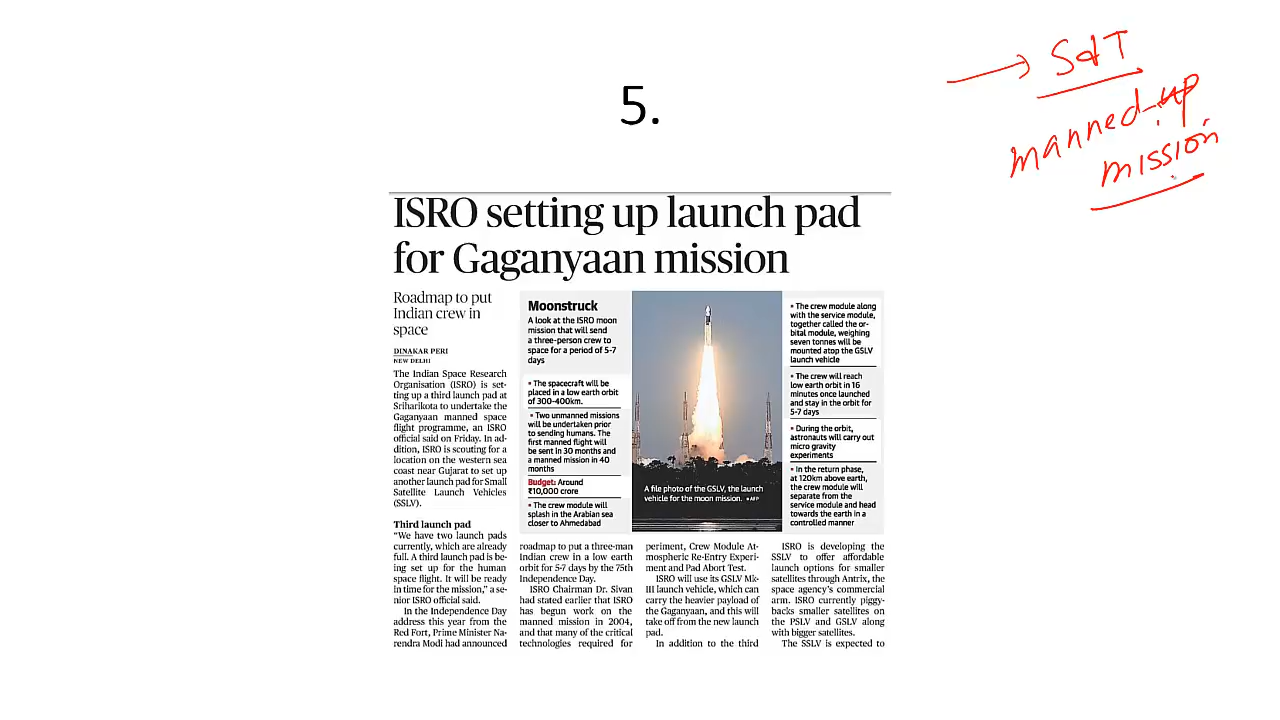 5.
→ S&T
manned-up
mission
ISRO setting up launch pad
for Gaganyaan mission
Roadmap to put
Indian crew in
space
DINAKAR PERI
NEW DELHI
The Indian Space Research
Organisation (ISRO) is set-
ting up a third launch pad at
Sriharikota to undertake the
Gaganyaan manned space
flight programme, an ISRO
official said on Friday. In ad-
dition, ISRO is scouting for a
location on the western sea
coast near Gujarat to set up
another launch pad for Small
Satellite Launch Vehicles
(SSLV).
Third launch pad
“We have two launch pads
currently, which are already
full. A third launch pad is be-
ing set up for the human
space flight. It will be ready
in time for the mission,” a se-
nior ISRO official said.
In the Independence Day
address this year from the
Red Fort, Prime Minister Na-
rendra Modi had announced
Moonstruck
A look at the ISRO moon
mission that will send
a three-person crew to
space for a period of 5-7
days
▪ The spacecraft will be
placed in a low earth orbit
of 300-400km.
▪ Two unmanned missions
will be undertaken prior
to sending humans. The
first manned flight will
be sent in 30 months and
a manned mission in 40
months
Budget: Around
₹10,000 crore
▪ The crew module will
splash in the Arabian sea
closer to Ahmedabad
A file photo of the GSLV, the launch
vehicle for the moon mission. ▪ AFP
▪ The crew module along
with the service module,
together called the or-
bital module, weighing
seven tonnes will be
mounted atop the GSLV
launch vehicle
▪ The crew will reach
low earth orbit in 16
minutes once launched
and stay in the orbit for
5-7 days
▪ During the orbit,
astronauts will carry out
micro gravity
experiments
▪ In the return phase,
at 120km above earth,
the crew module will
separate from the
service module and head
towards the earth in a
controlled manner
roadmap to put a three-man
Indian crew in a low earth
orbit for 5-7 days by the 75th
Independence Day.
ISRO Chairman Dr. Sivan
had stated earlier that ISRO
has begun work on the
manned mission in 2004,
and that many of the critical
technologies required for
periment, Crew Module At-
mospheric Re-Entry Experi-
ment and Pad Abort Test.
ISRO will use its GSLV Mk-
III launch vehicle, which can
carry the heavier payload of
the Gaganyaan, and this will
take off from the new launch
pad.
In addition to the third
ISRO is developing the
SSLV to offer affordable
launch options for smaller
satellites through Antrix, the
space agency's commercial
arm. ISRO currently piggy-
backs smaller satellites on
the PSLV and GSLV along
with bigger satellites.
The SSLV is expected to